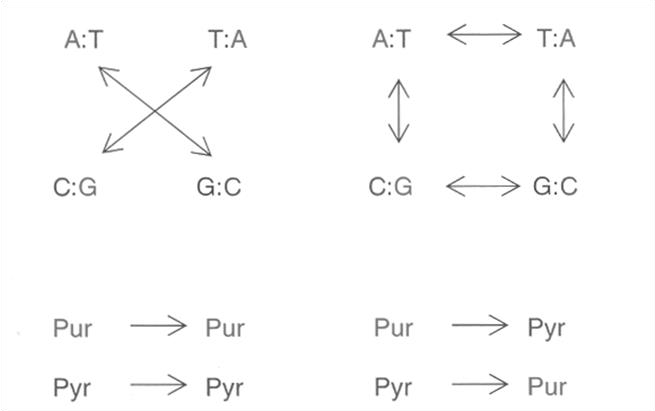 A:T T:A A:T T:A
C:G G:C C:G G:C
Pur Pur Pur Pyr
Pyr Pyr Pyr Pur